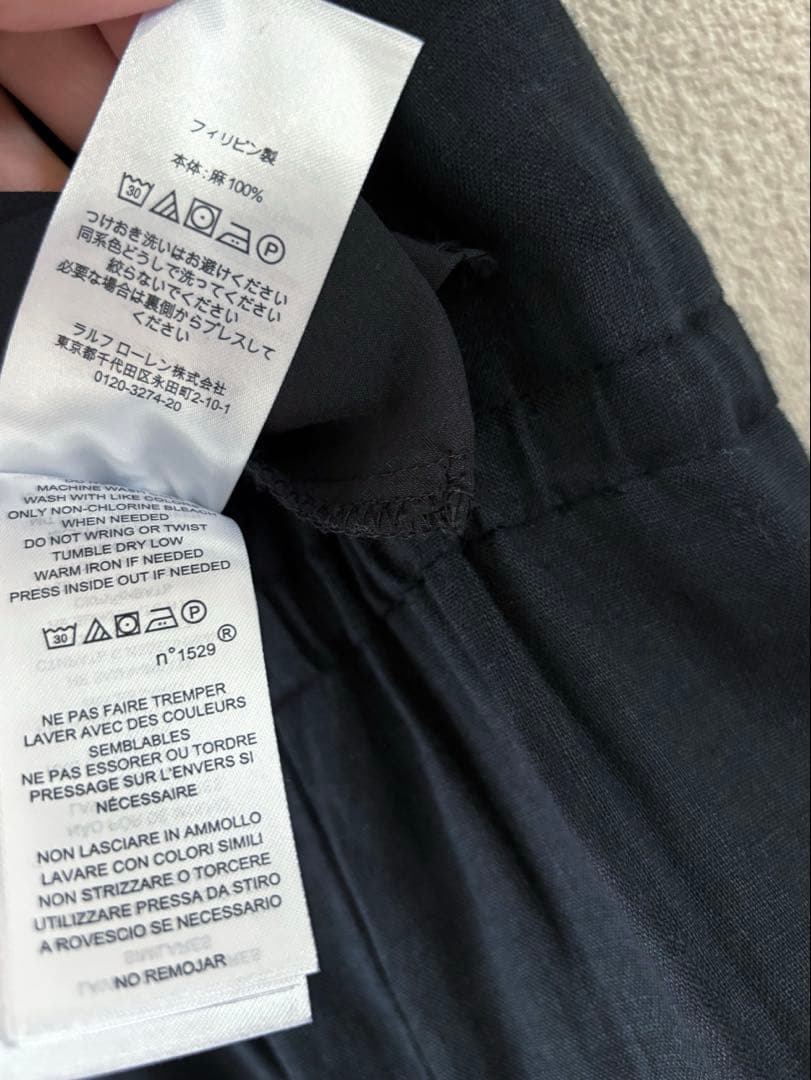 フィリピン製
本体:麻100%
30 P
つけおき洗いはお避けください
同系色どうしで洗ってください
絞らないでください
必要な場合は裏側からプレスして
ください
ラルフ ローレン株式会社
東京都千代田区永田町2-10-1
0120-3274-20
MACHINE WASH
WASH WITH LIKE COLORS
ONLY NON-CHLORINE BLEACH
WHEN NEEDED
DO NOT WRING OR TWIST
TUMBLE DRY LOW
WARM IRON IF NEEDED
PRESS INSIDE OUT IF NEEDED
30 P
n°1529®
NE PAS FAIRE TREMPER
LAVER AVEC DES COULEURS
SEMBLABLES
NE PAS ESSORER OU TORDRE
PRESSAGE SUR L'ENVERS SI
NÉCESSAIRE
NON LASCIARE IN AMMOLLO
LAVARE CON COLORI SIMILI
NON STRIZZARE O TORCERE
UTILIZZARE PRESSA DA STIRO
A ROVESCIO SE NECESSARIO
NO REMOJAR